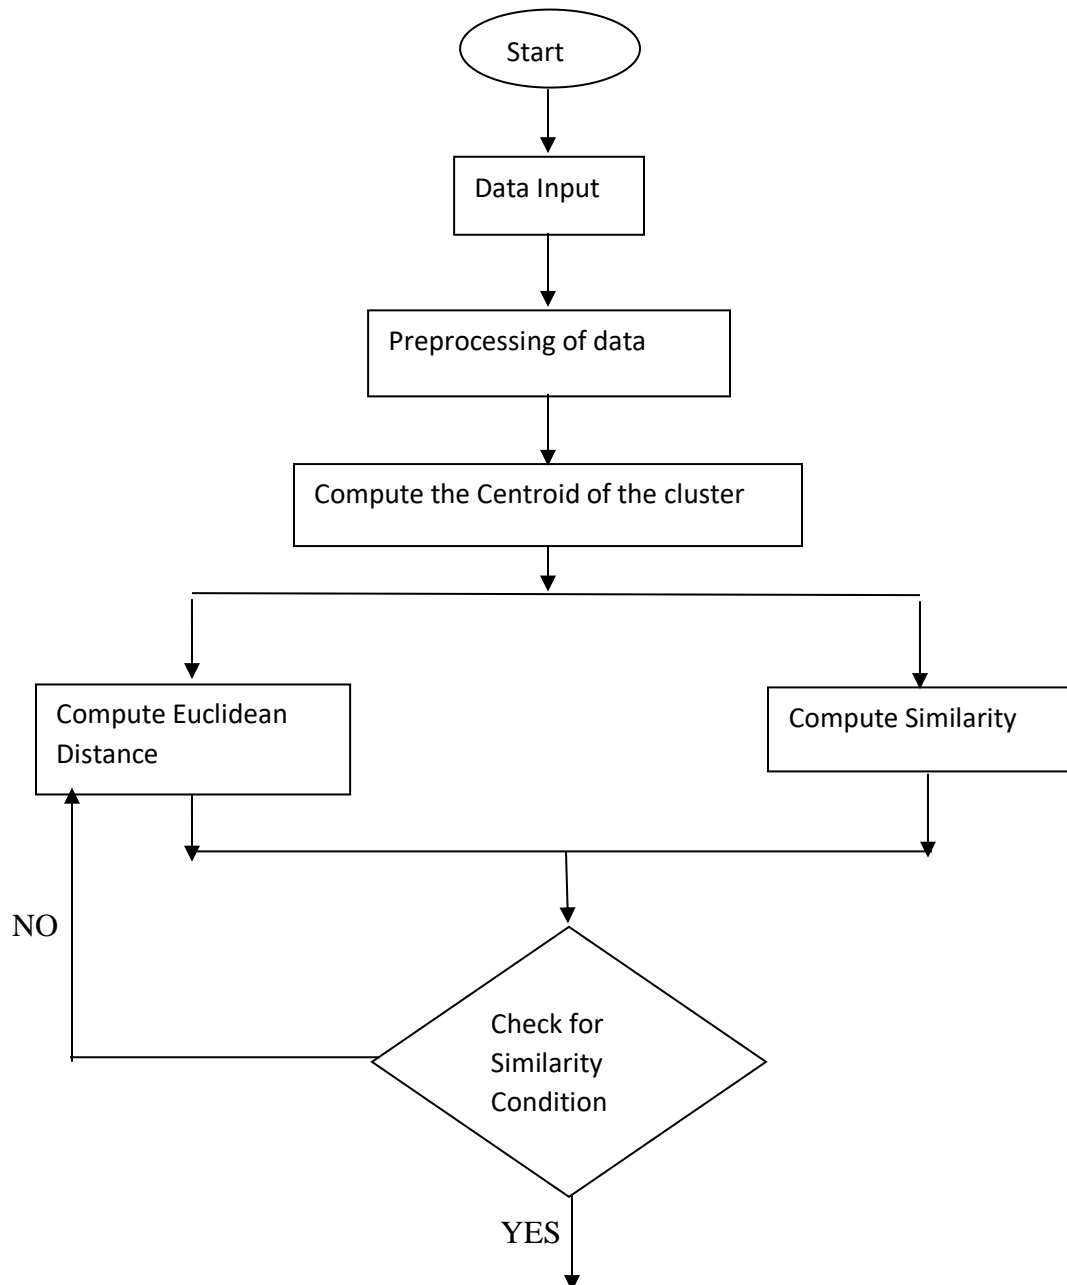 Start
Data Input
Preprocessing of data
Compute the Centroid of the cluster
Compute Euclidean
Distance
Compute Similarity
NO
Check for
Similarity
Condition
YES